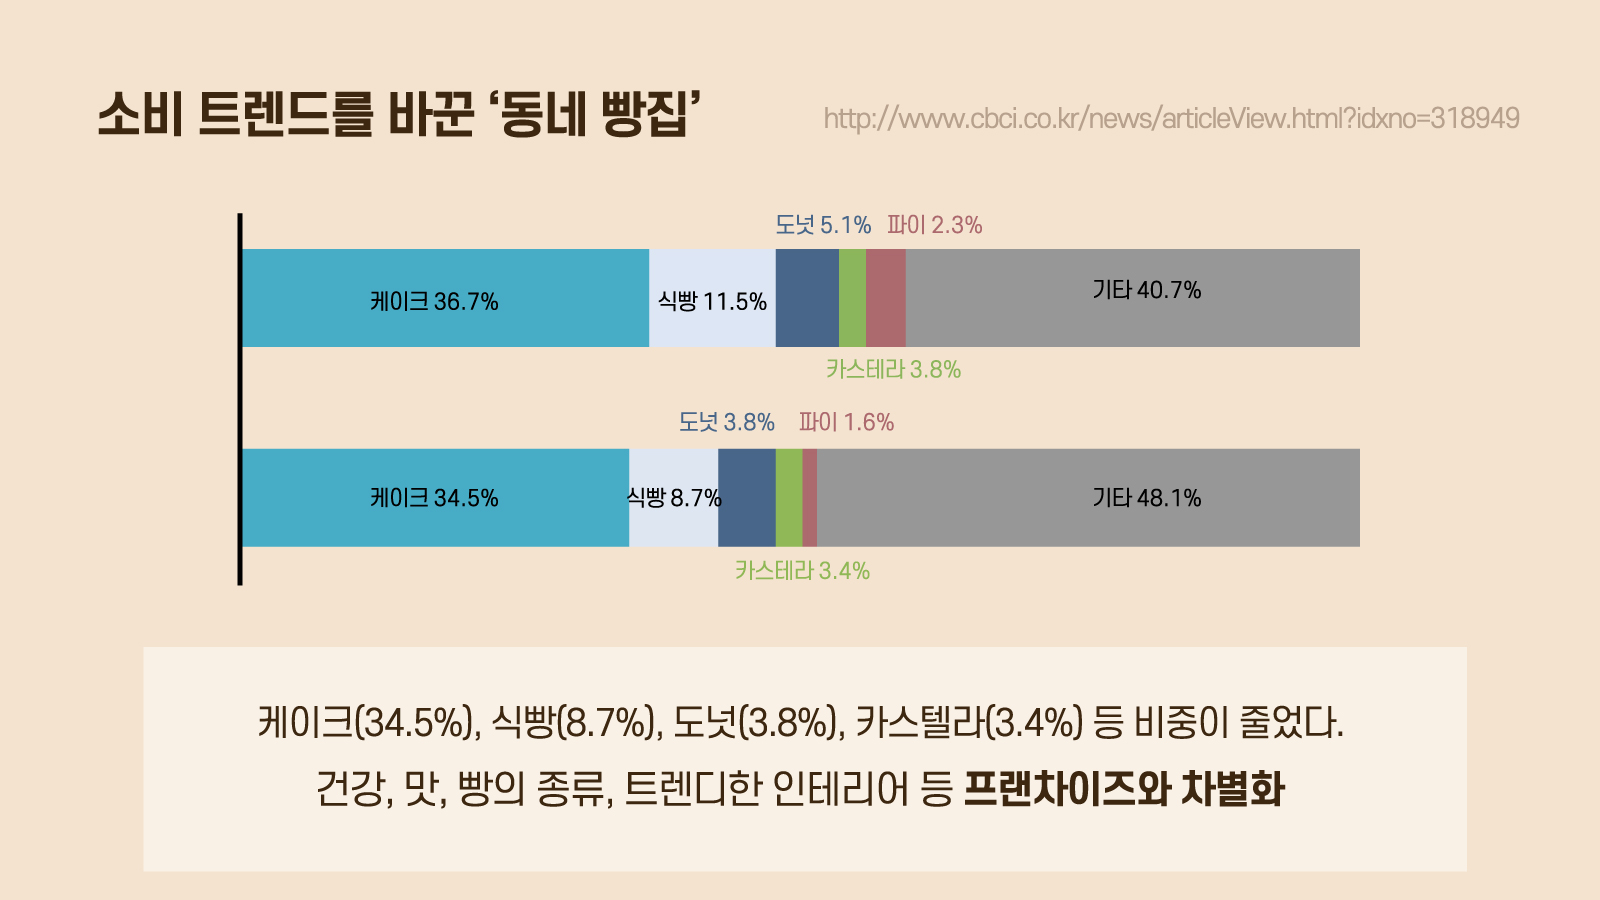 소비 트렌드를 바꾼 ‘동네 빵집’
http://www.cbci.co.kr/news/articleView.html?idxno=318949
도넛 5.1%
파이 2.3%
케이크 36.7%
식빵 11.5%
기타 40.7%
카스테라 3.8%
도넛 3.8%
파이 1.6%
케이크 34.5%
식빵 8.7%
기타 48.1%
카스테라 3.4%
케이크(34.5%), 식빵(8.7%), 도넛(3.8%), 카스텔라(3.4%) 등 비중이 줄었다.
건강, 맛, 빵의 종류, 트렌디한 인테리어 등 프랜차이즈와 차별화